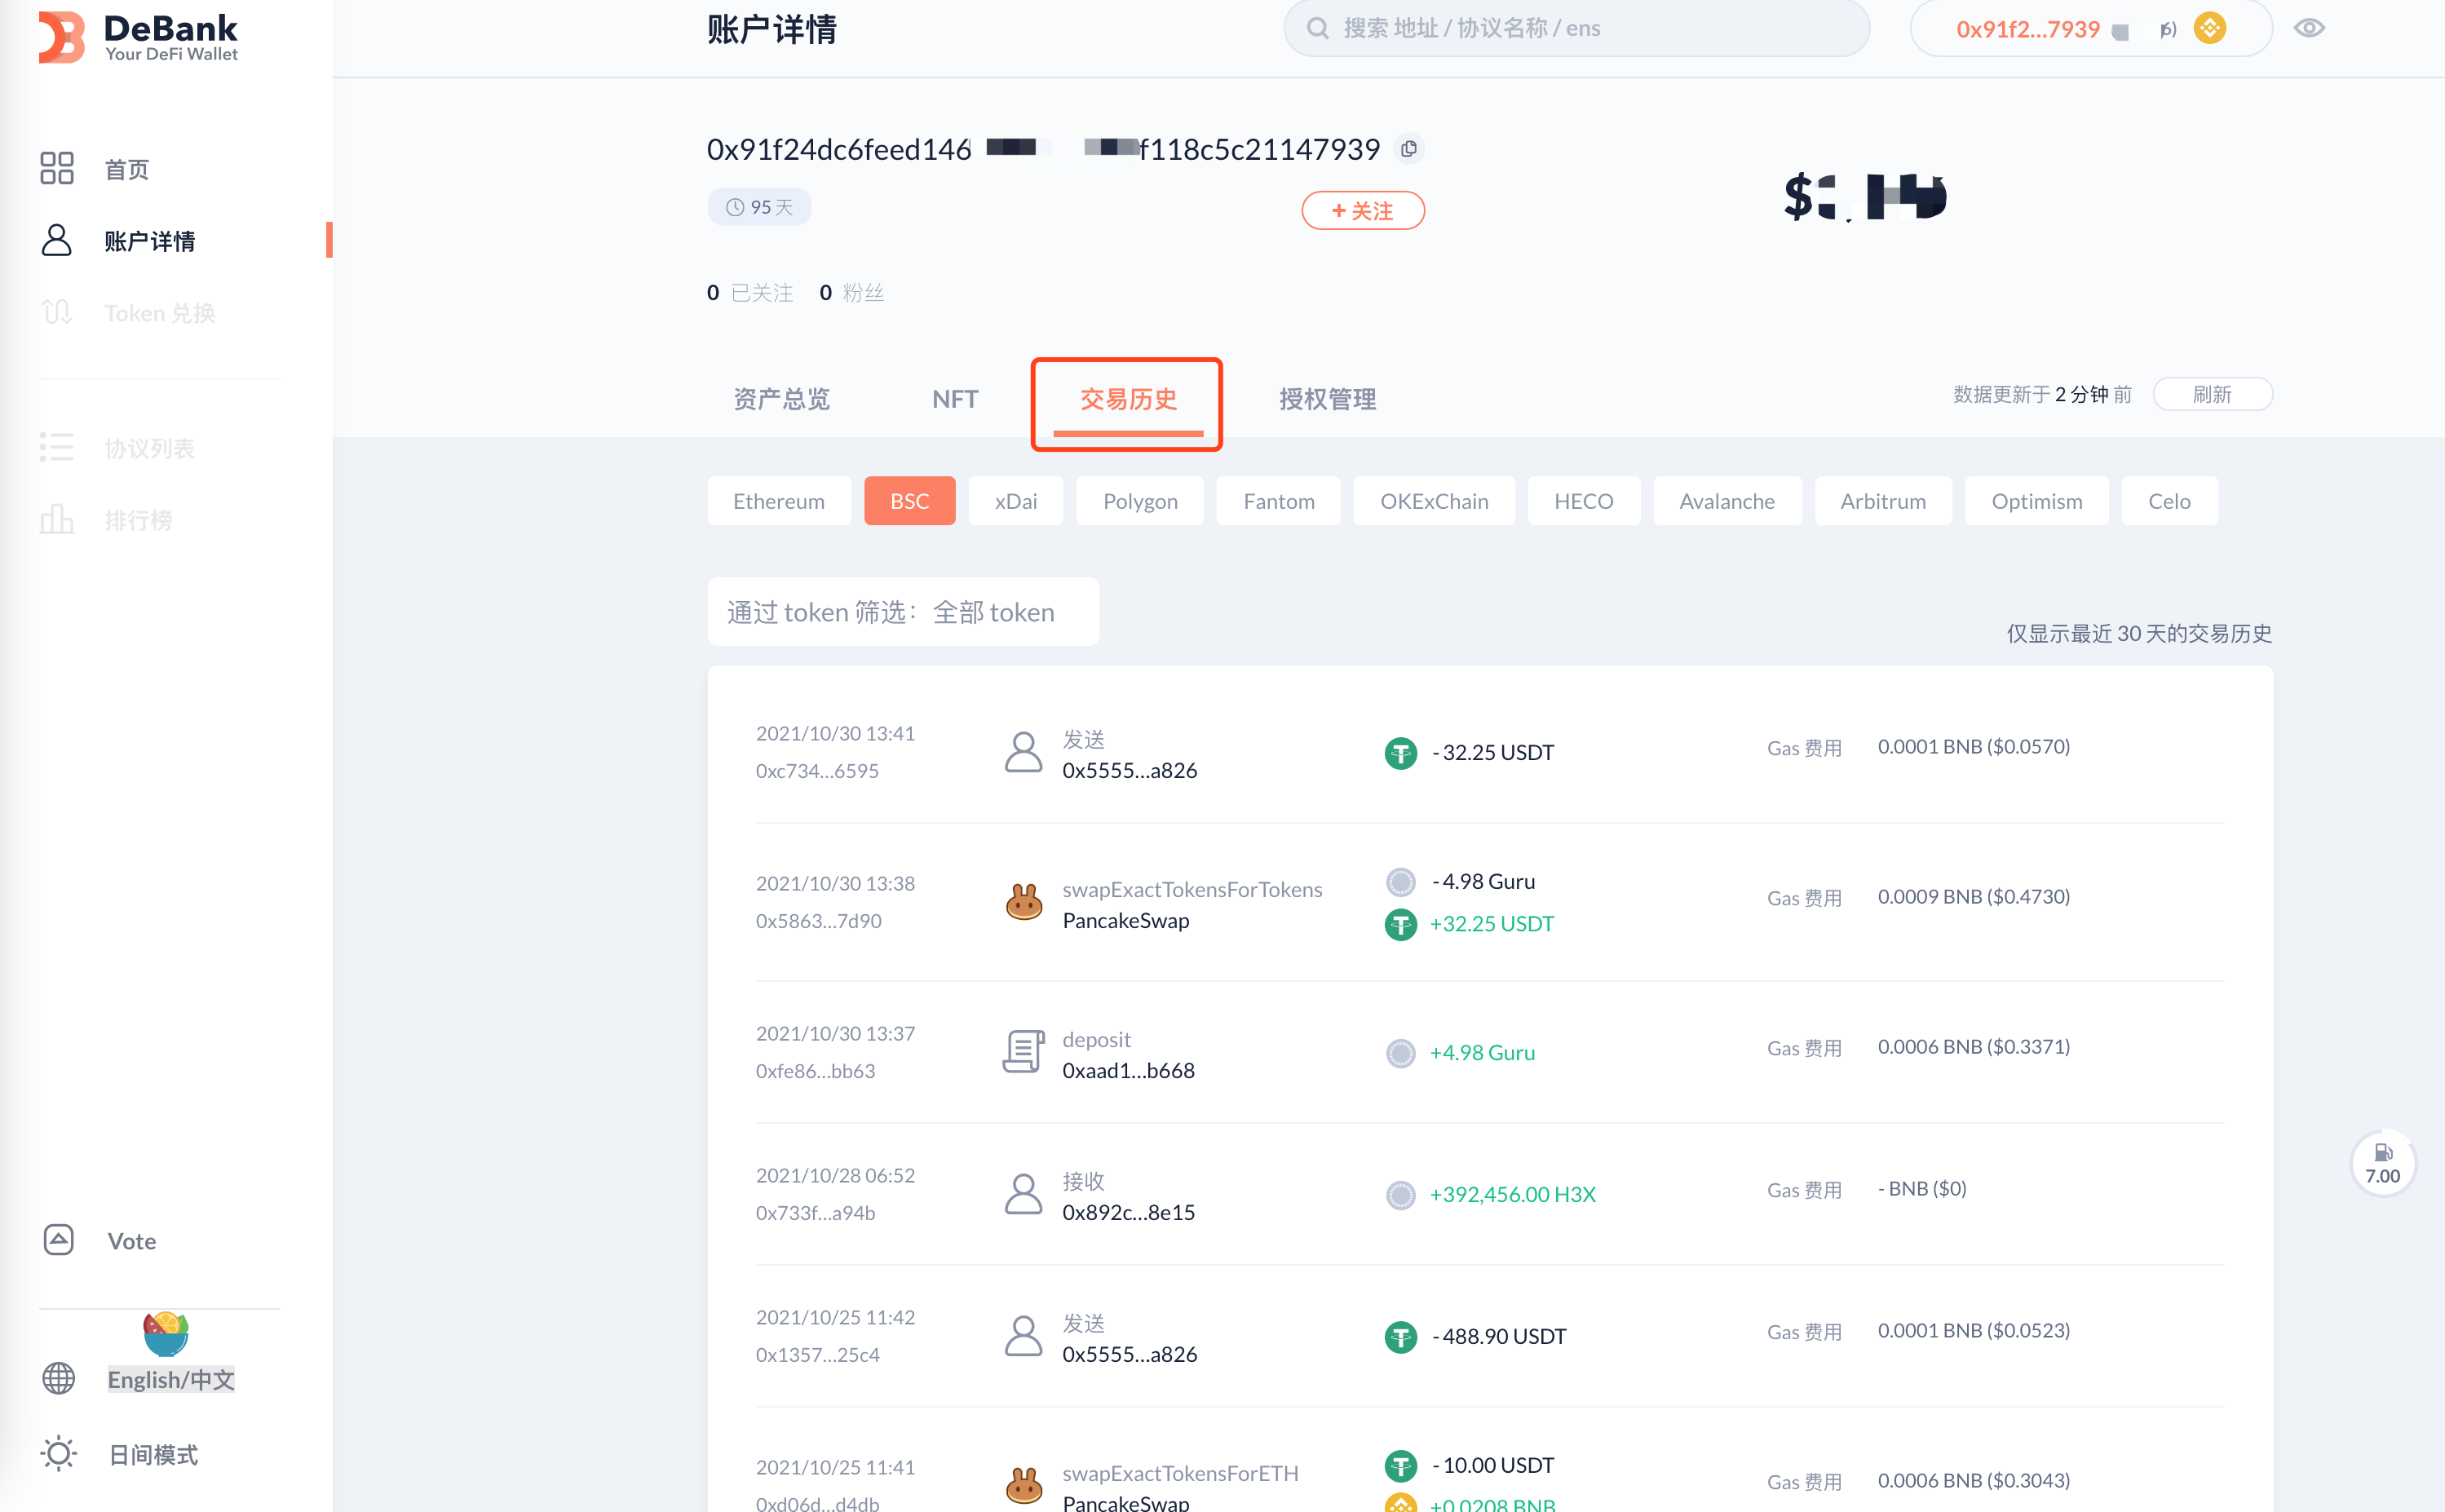 DeBank
Your DeFi Wallet
首页
账户详情
Token 兑换
协议列表
排行榜
Vote
English/中文
日间模式
账户详情
搜索 地址 / 协议名称 / ens
0x91f2...7939
0x91f24dc6feed146 f118c5c21147939
95 天
+ 关注
0 已关注 0 粉丝
资产总览 NFT 交易历史 授权管理
数据更新于 2 分钟 前 刷新
Ethereum BSC xDai Polygon Fantom OKExChain HECO Avalanche Arbitrum Optimism Celo
通过 token 筛选：全部 token
仅显示最近 30 天的交易历史
2021/10/30 13:41
0xc734...6595
发送
0x5555...a826
- 32.25 USDT
Gas 费用 0.0001 BNB ($0.0570)
2021/10/30 13:38
0x5863...7d90
swapExactTokensForTokens
PancakeSwap
- 4.98 Guru
+32.25 USDT
Gas 费用 0.0009 BNB ($0.4730)
2021/10/30 13:37
0xfe86...bb63
deposit
0xaad1...b668
+4.98 Guru
Gas 费用 0.0006 BNB ($0.3371)
2021/10/28 06:52
0x733f...a94b
接收
0x892c...8e15
+392,456.00 H3X
Gas 费用 - BNB ($0)
7.00
2021/10/25 11:42
0x1357...25c4
发送
0x5555...a826
- 488.90 USDT
Gas 费用 0.0001 BNB ($0.0523)
2021/10/25 11:41
0xd06d...d4db
swapExactTokensForETH
PancakeSwap
- 10.00 USDT
+0.0208 BNB
Gas 费用 0.0006 BNB ($0.3043)